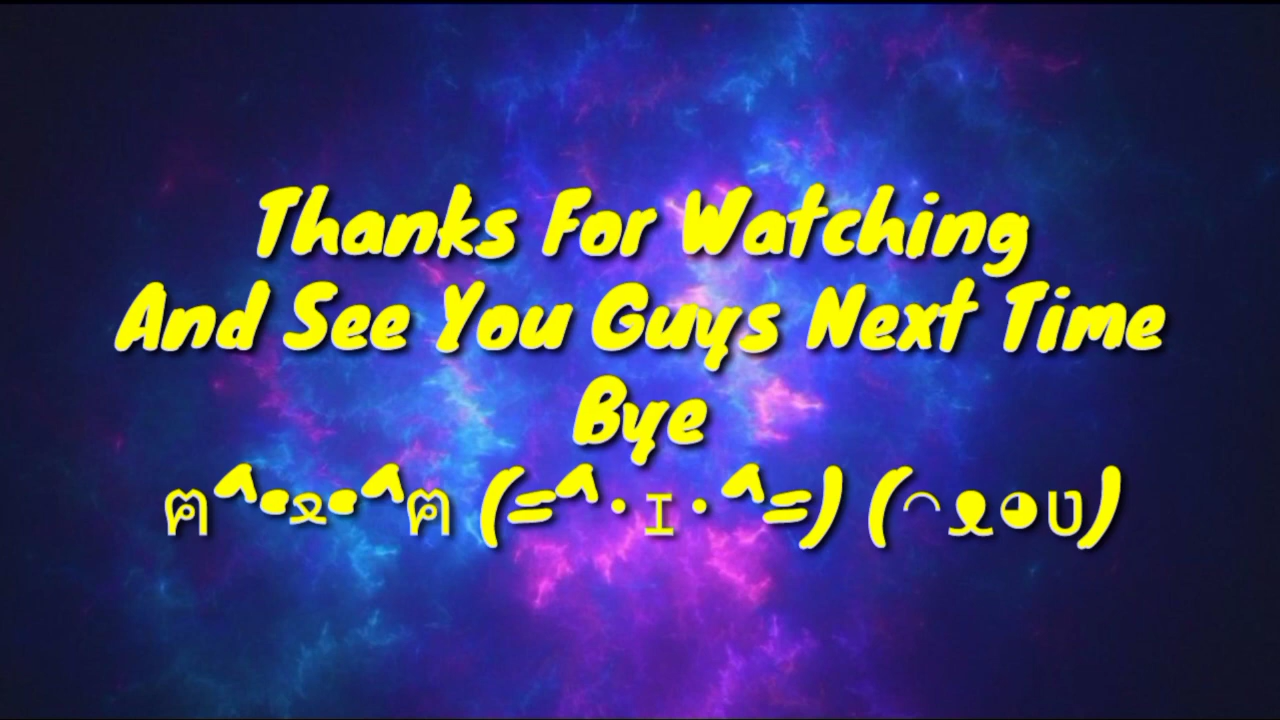 Thanks For Watching
And See You Guys Next Time
Bye
ฅ^•ﻌ•^ฅ (=^･ｪ･^=) (◠ᴥ◕ʋ)